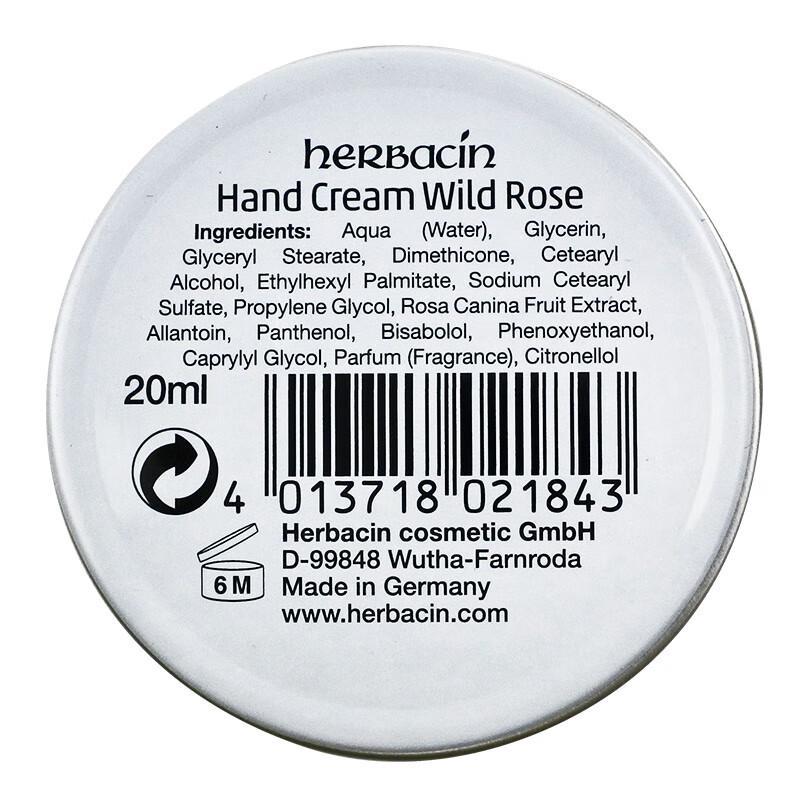 herbacin
Hand Cream Wild Rose
Ingredients: Aqua (Water), Glycerin,
Glyceryl Stearate, Dimethicone, Cetearyl
Alcohol, Ethylhexyl Palmitate, Sodium Cetearyl
Sulfate, Propylene Glycol, Rosa Canina Fruit Extract,
Allantoin, Panthenol, Bisabolol, Phenoxyethanol,
Caprylyl Glycol, Parfum (Fragrance), Citronellol
20ml
4 013718 021843
6 M
Herbacin cosmetic GmbH
D-99848 Wutha-Farnroda
Made in Germany
www.herbacin.com